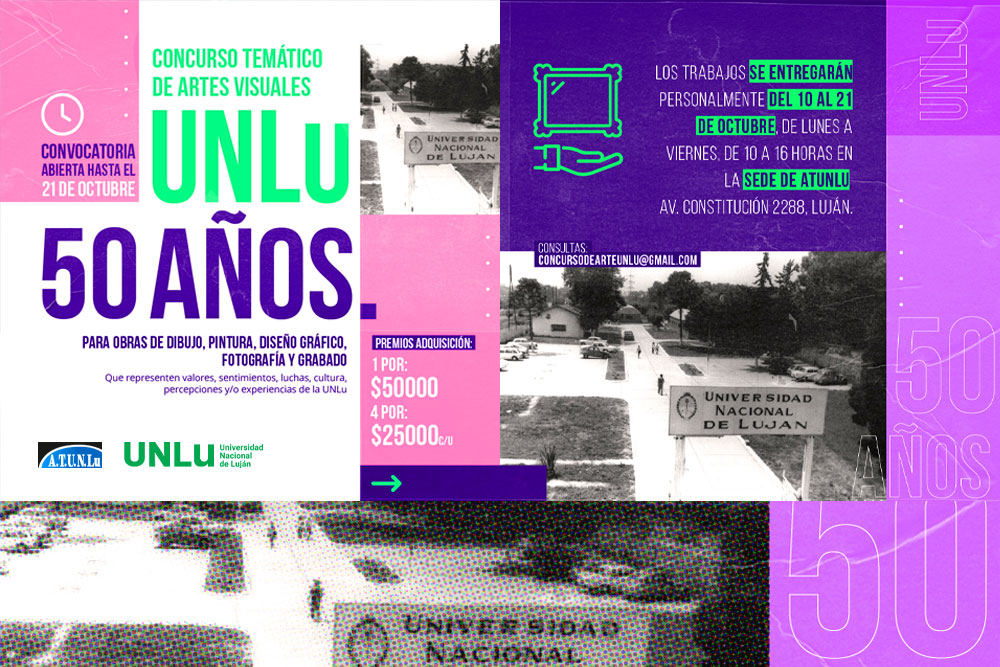 CONCURSO TEMÁTICO
DE ARTES VISUALES
UNLu
50 AÑOS.
CONVOCATORIA
ABIERTA HASTA EL
21 DE OCTUBRE
PARA OBRAS DE DIBUJO, PINTURA, DISEÑO GRÁFICO,
FOTOGRAFÍA Y GRABADO
Que representen valores, sentimientos, luchas, cultura,
percepciones y/o experiencias de la UNLu
A.T.U.N.Lu
UNLu
Universidad
Nacional
de Luján
UNIVERSIDAD
NACIONAL
DE LUJAN
PREMIOS ADQUISICIÓN:
1 POR:
$50000
4 POR:
$25000C/U
LOS TRABAJOS SE ENTREGARÁN
PERSONALMENTE DEL 10 AL 21
DE OCTUBRE, DE LUNES A
VIERNES, DE 10 A 16 HORAS EN
LA SEDE DE ATUNLU
AV. CONSTITUCIÓN 2288, LUJÁN.
CONSULTAS:
CONCURSODEARTEUNLU@GMAIL.COM
UNIVERSIDAD
NACIONAL
DE LUJAN
UNLu
50
AÑOS
50
UNIVERSIDAD
NACIONAL